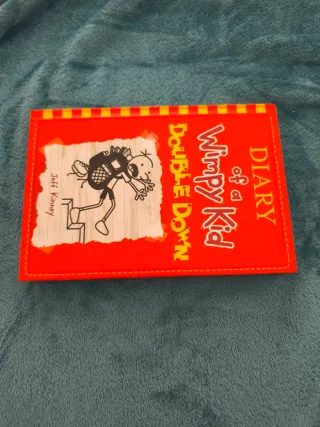 DIARY
of a
Wimpy Kid
DOUBLE DOWN
Jeff Kinney